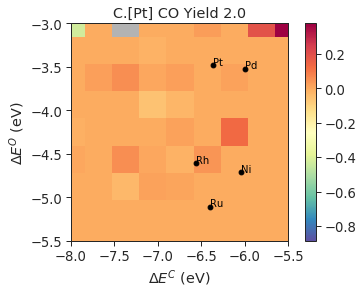 C.[Pt] CO Yield 2.0
−3.0
−3.5
−4.0
−4.5
−5.0
−5.5
ΔE^O (eV)
Pt
Pd
Rh
Ni
Ru
−8.0 −7.5 −7.0 −6.5 −6.0 −5.5
ΔE^C (eV)
0.2
0.0
−0.2
−0.4
−0.6
−0.8